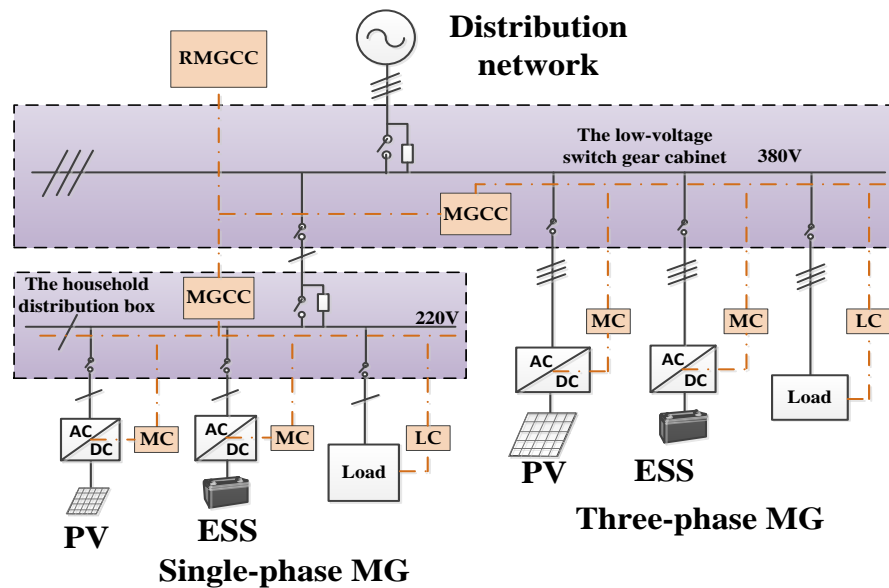 Distribution
network
RMGCC
The low-voltage
switch gear cabinet
380V
MGCC
The household
distribution box
MGCC
220V
MC
MC
LC
AC
DC
AC
DC
Load
PV
ESS
Three-phase MG
AC
DC
MC
AC
DC
MC
LC
Load
PV
ESS
Single-phase MG